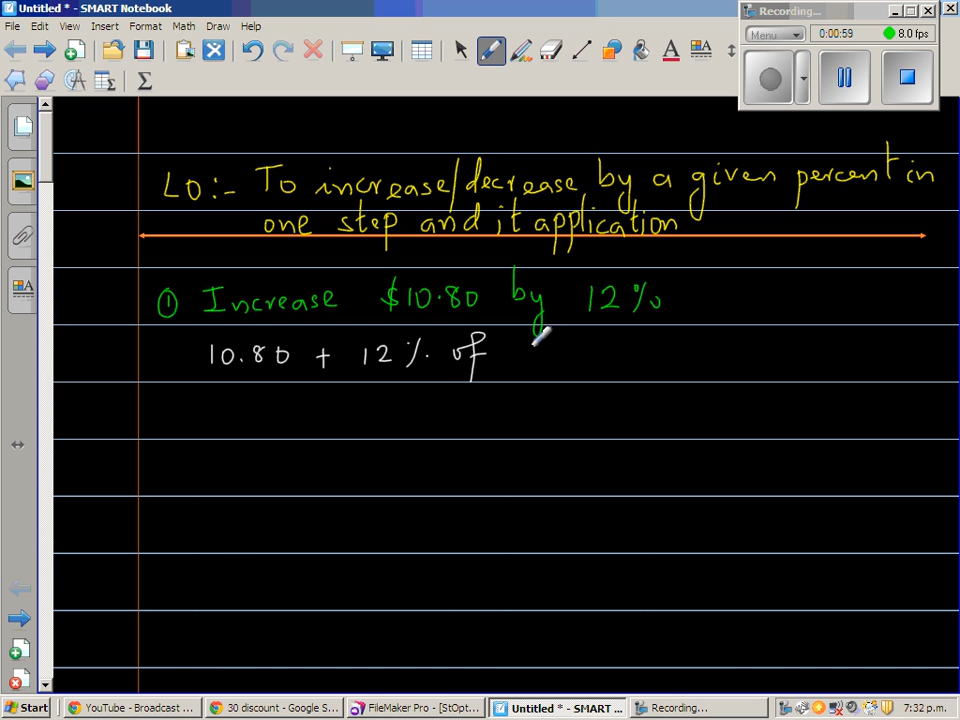 Untitled * - SMART Notebook
File Edit View Insert Format Math Draw Help
Recording...
Menu 0:00:59 8.0 fps
LO:- To increase/decrease by a given percent in
one step and it application
① Increase $10.80 by 12%
10.80 + 12% of
Start YouTube - Broadcast ... 30 discount - Google S... FileMaker Pro - [StOpt... Untitled * - SMART ... Recording... 7:32 p.m.